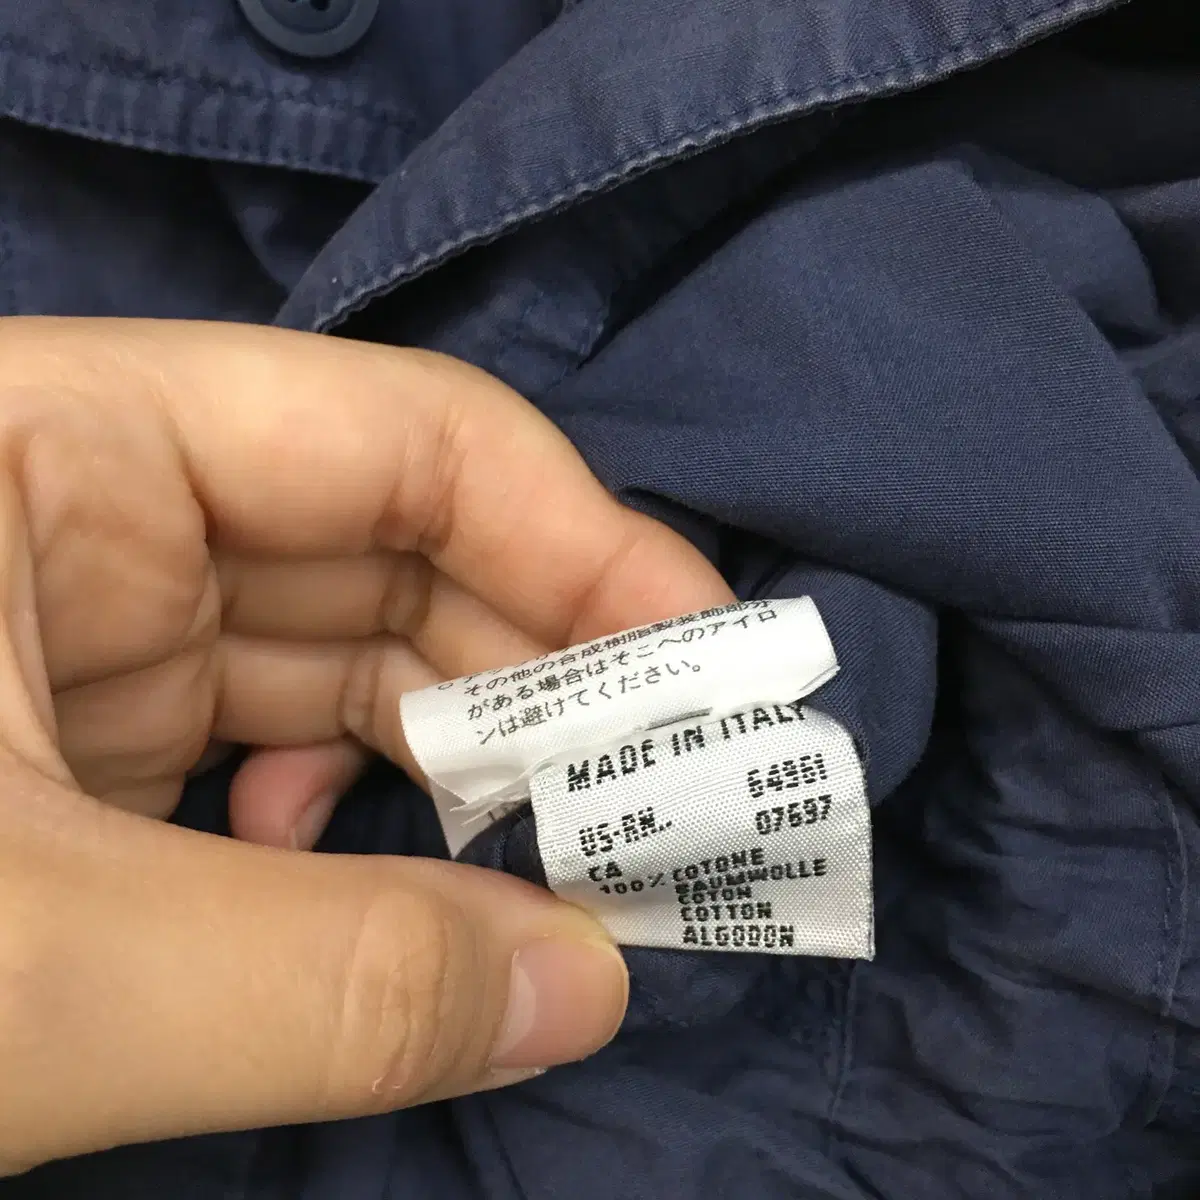 その他の合成樹脂製装飾部分
がある場合はそこへのアイロ
ンは避けてください。
MADE IN ITALY
US-RN.. 64961
CA 07697
100% COTONE
BAUMWOLLE
COTON
COTTON
ALGODON